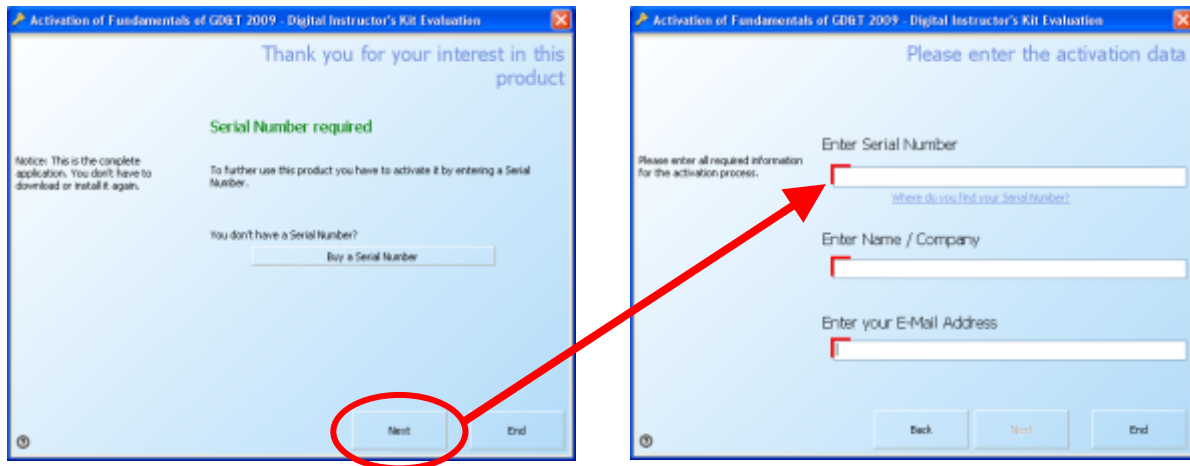 Activation of Fundamentals of GD&T 2009 - Digital Instructor's Kit Evaluation
Thank you for your interest in this
product
Serial Number required
Notice: This is the complete
application. You don't have to
download or install it again.
To further use this product you have to activate it by entering a Serial
Number.
You don't have a Serial Number?
Buy a Serial Number
Next
End
Activation of Fundamentals of GD&T 2009 - Digital Instructor's Kit Evaluation
Please enter the activation data
Please enter all required information
for the activation process.
Enter Serial Number
Where do you find your Serial Number?
Enter Name / Company
Enter your E-Mail Address
Back
Next
End